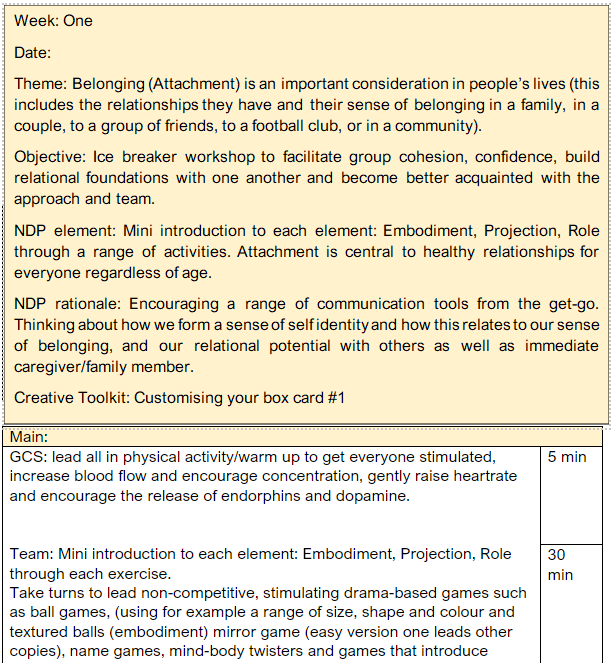 Week: One
Date:
Theme: Belonging (Attachment) is an important consideration in people’s lives (this
includes the relationships they have and their sense of belonging in a family, in a
couple, to a group of friends, to a football club, or in a community).
Objective: Ice breaker workshop to facilitate group cohesion, confidence, build
relational foundations with one another and become better acquainted with the
approach and team.
NDP element: Mini introduction to each element: Embodiment, Projection, Role
through a range of activities. Attachment is central to healthy relationships for
everyone regardless of age.
NDP rationale: Encouraging a range of communication tools from the get-go.
Thinking about how we form a sense of self identity and how this relates to our sense
of belonging, and our relational potential with others as well as immediate
caregiver/family member.
Creative Toolkit: Customising your box card #1
Main:
GCS: lead all in physical activity/warm up to get everyone stimulated,
increase blood flow and encourage concentration, gently raise heartrate
and encourage the release of endorphins and dopamine.
5 min
Team: Mini introduction to each element: Embodiment, Projection, Role
through each exercise.
Take turns to lead non-competitive, stimulating drama-based games such
as ball games, (using for example a range of size, shape and colour and
textured balls (embodiment) mirror game (easy version one leads other
copies), name games, mind-body twisters and games that introduce
30
min